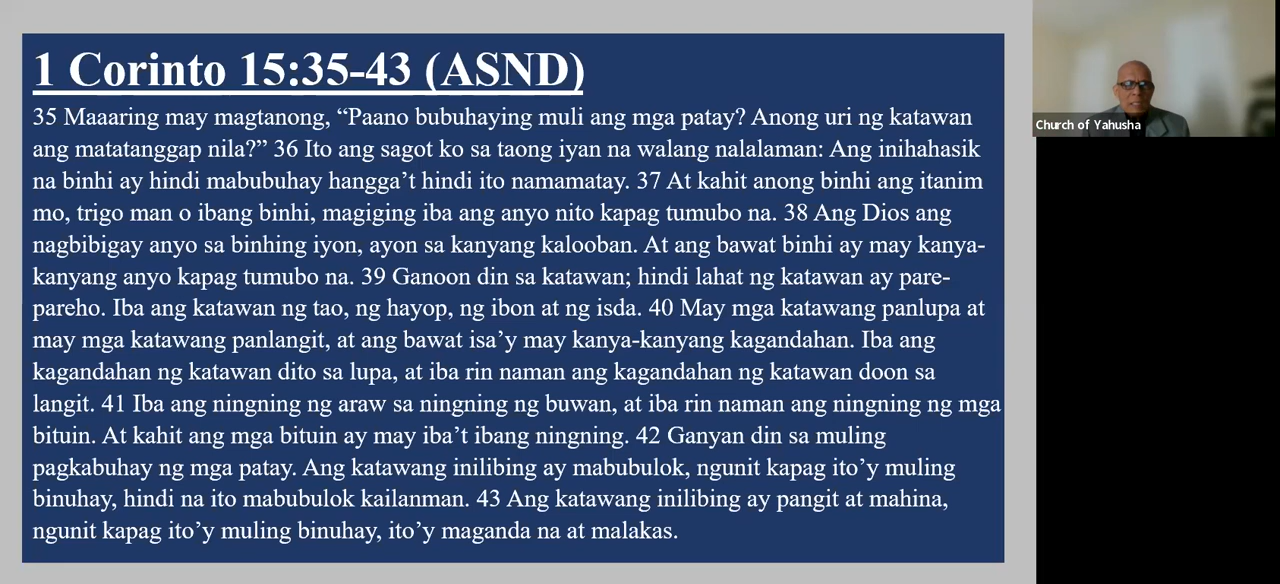 1 Corinto 15:35-43 (ASND)
35 Maaaring may magtanong, “Paano bubuhaying muli ang mga patay? Anong uri ng katawan
ang matatanggap nila?” 36 Ito ang sagot ko sa taong iyan na walang nalalaman: Ang inihahasik
na binhi ay hindi mabubuhay hangga’t hindi ito namamatay. 37 At kahit anong binhi ang itanim
mo, trigo man o ibang binhi, magiging iba ang anyo nito kapag tumubo na. 38 Ang Dios ang
nagbibigay anyo sa binhing iyon, ayon sa kanyang kalooban. At ang bawat binhi ay may kanya-
kanyang anyo kapag tumubo na. 39 Ganoon din sa katawan; hindi lahat ng katawan ay pare-
pareho. Iba ang katawan ng tao, ng hayop, ng ibon at ng isda. 40 May mga katawang panlupa at
may mga katawang panlangit, at ang bawat isa’y may kanya-kanyang kagandahan. Iba ang
kagandahan ng katawan dito sa lupa, at iba rin naman ang kagandahan ng katawan doon sa
langit. 41 Iba ang ningning ng araw sa ningning ng buwan, at iba rin naman ang ningning ng mga
bituin. At kahit ang mga bituin ay may iba’t ibang ningning. 42 Ganyan din sa muling
pagkabuhay ng mga patay. Ang katawang inilibing ay mabubulok, ngunit kapag ito’y muling
binuhay, hindi na ito mabubulok kailanman. 43 Ang katawang inilibing ay pangit at mahina,
ngunit kapag ito’y muling binuhay, ito’y maganda na at malakas.
Church of Yahusha